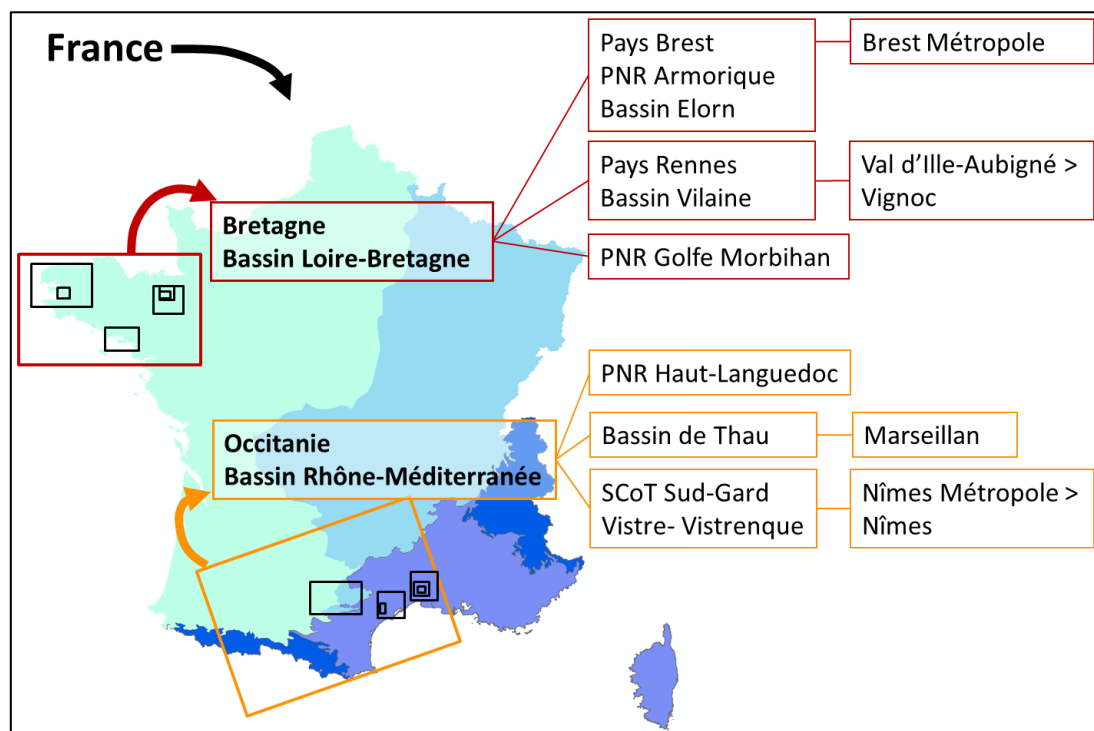 France
Pays Brest
PNR Armorique
Bassin Elorn
Brest Métropole
Pays Rennes
Bassin Vilaine
Val d’Ille-Aubigné >
Vignoc
Bretagne
Bassin Loire-Bretagne
PNR Golfe Morbihan
PNR Haut-Languedoc
Occitanie
Bassin Rhône-Méditerranée
Bassin de Thau
Marseillan
SCoT Sud-Gard
Vistre- Vistrenque
Nîmes Métropole >
Nîmes